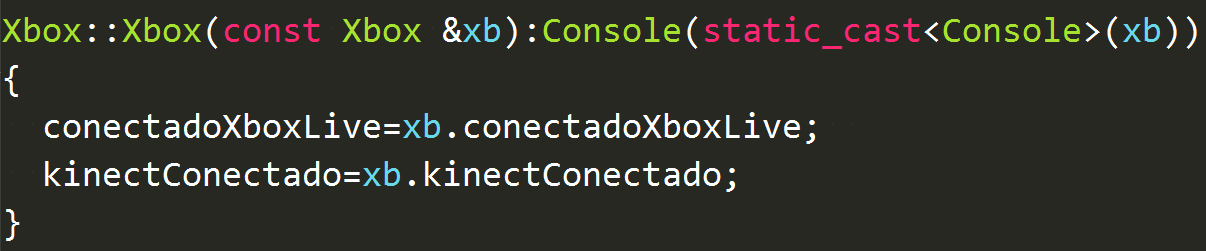 Xbox::Xbox(const Xbox &xb):Console(static_cast<Console>(xb))
{
  conectadoXboxLive=xb.conectadoXboxLive;
  kinectConectado=xb.kinectConectado;
}